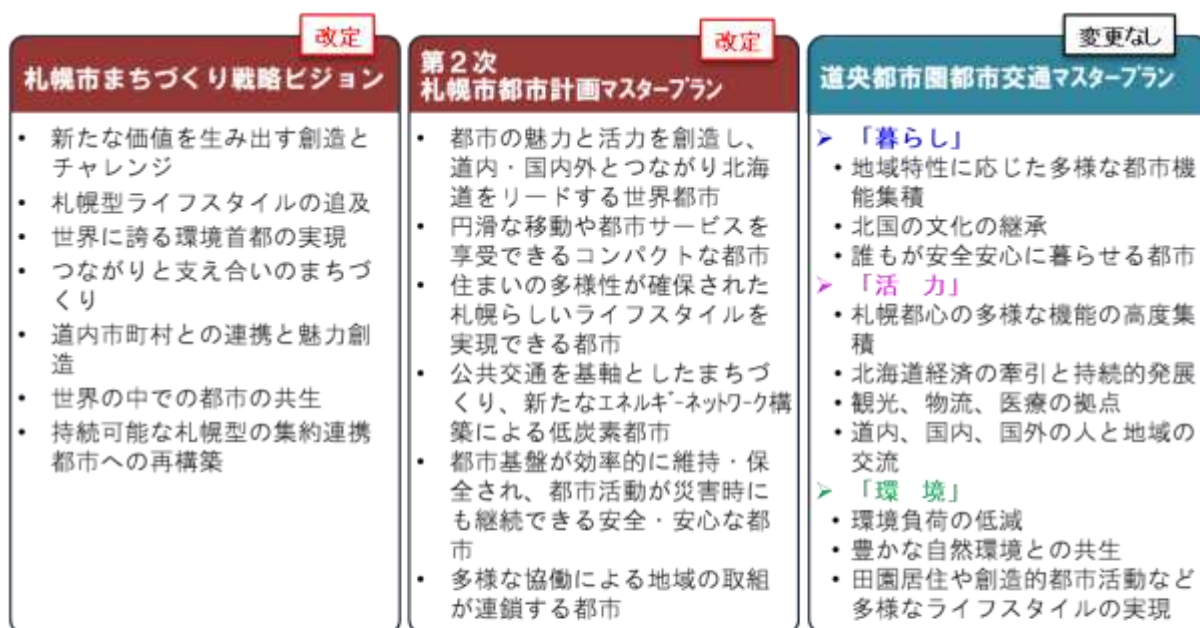 改定
札幌市まちづくり戦略ビジョン
• 新たな価値を生み出す創造と
チャレンジ
• 札幌型ライフスタイルの追及
• 世界に誇る環境首都の実現
• つながりと支え合いのまちづ
くり
• 道内市町村との連携と魅力創
造
• 世界の中での都市の共生
• 持続可能な札幌型の集約連携
都市への再構築
改定
第２次
札幌市都市計画マスタープラン
• 都市の魅力と活力を創造し、
道内・国内外とつながり北海
道をリードする世界都市
• 円滑な移動や都市サービスを
享受できるコンパクトな都市
• 住まいの多様性が確保された
札幌らしいライフスタイルを
実現できる都市
• 公共交通を基軸としたまちづ
くり、新たなエネルギーネットワーク構
築による低炭素都市
• 都市基盤が効率的に維持・保
全され、都市活動が災害時に
も継続できる安全・安心な都
市
• 多様な協働による地域の取組
が連鎖する都市
変更なし
道央都市圏都市交通マスタープラン
➢ 「暮らし」
• 地域特性に応じた多様な都市機
能集積
• 北国の文化の継承
• 誰もが安全安心に暮らせる都市
➢ 「活　力」
• 札幌都心の多様な機能の高度集
積
• 北海道経済の牽引と持続的発展
• 観光、物流、医療の拠点
• 道内、国内、国外の人と地域の
交流
➢ 「環　境」
• 環境負荷の低減
• 豊かな自然環境との共生
• 田園居住や創造的都市活動など
多様なライフスタイルの実現